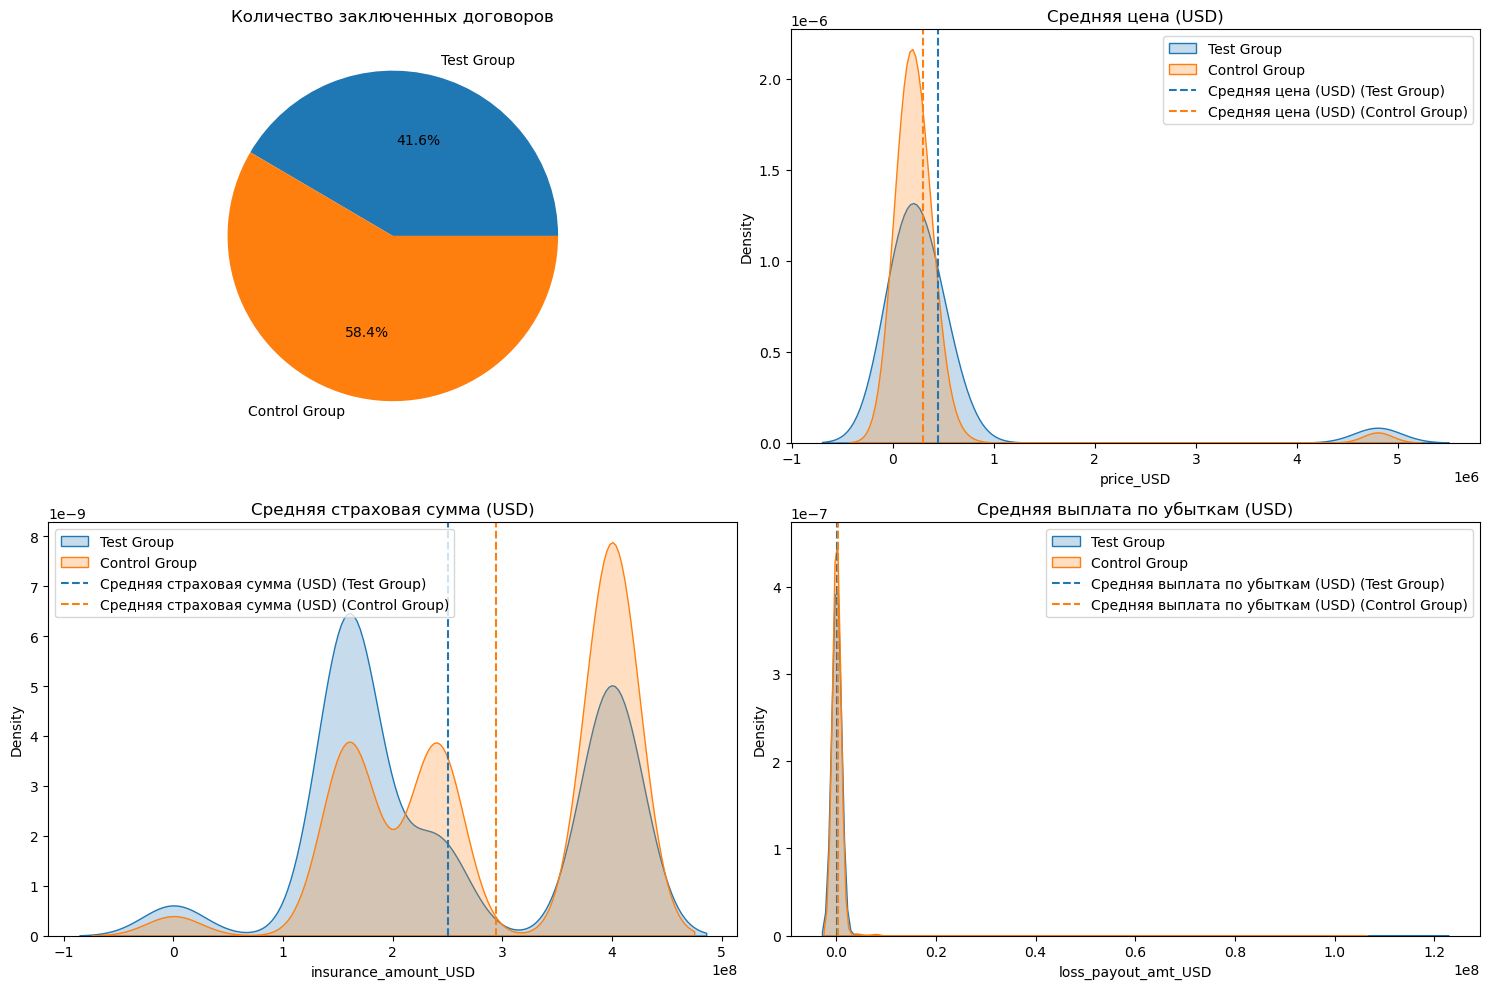 Количество заключенных договоров
Test Group
41.6%
58.4%
Control Group
Средняя цена (USD)
1e−6
Test Group
Control Group
Средняя цена (USD) (Test Group)
Средняя цена (USD) (Control Group)
Density
2.0
1.5
1.0
0.5
0.0
−1 0 1 2 3 4 5
1e6
price_USD
Средняя страховая сумма (USD)
1e−9
Test Group
Control Group
Средняя страховая сумма (USD) (Test Group)
Средняя страховая сумма (USD) (Control Group)
Density
8
7
6
5
4
3
2
1
0
−1 0 1 2 3 4 5
1e8
insurance_amount_USD
Средняя выплата по убыткам (USD)
1e−7
Test Group
Control Group
Средняя выплата по убыткам (USD) (Test Group)
Средняя выплата по убыткам (USD) (Control Group)
Density
4
3
2
1
0
0.0 0.2 0.4 0.6 0.8 1.0 1.2
1e8
loss_payout_amt_USD